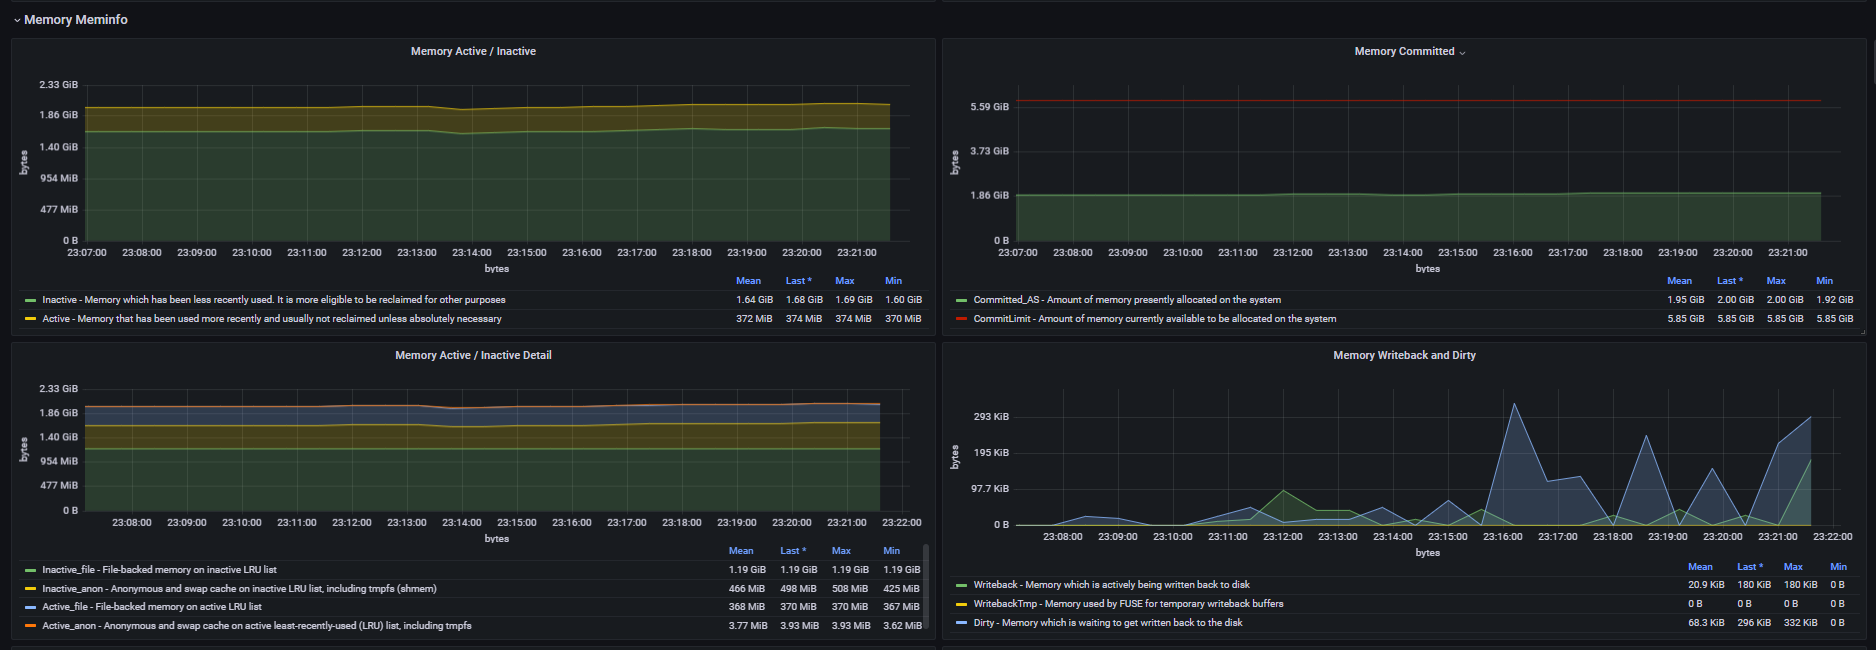 Memory Meminfo
Memory Active / Inactive
2.33 GiB
1.86 GiB
1.40 GiB
954 MiB
477 MiB
0 B
bytes
23:07:00 23:08:00 23:09:00 23:10:00 23:11:00 23:12:00 23:13:00 23:14:00 23:15:00 23:16:00 23:17:00 23:18:00 23:19:00 23:20:00 23:21:00
bytes
Mean Last * Max Min
Inactive - Memory which has been less recently used. It is more eligible to be reclaimed for other purposes 1.64 GiB 1.68 GiB 1.69 GiB 1.60 GiB
Active - Memory that has been used more recently and usually not reclaimed unless absolutely necessary 372 MiB 374 MiB 374 MiB 370 MiB
Memory Committed
5.59 GiB
3.73 GiB
1.86 GiB
0 B
bytes
23:07:00 23:08:00 23:09:00 23:10:00 23:11:00 23:12:00 23:13:00 23:14:00 23:15:00 23:16:00 23:17:00 23:18:00 23:19:00 23:20:00 23:21:00
bytes
Mean Last * Max Min
Committed_AS - Amount of memory presently allocated on the system 1.95 GiB 2.00 GiB 2.00 GiB 1.92 GiB
CommitLimit - Amount of memory currently available to be allocated on the system 5.85 GiB 5.85 GiB 5.85 GiB 5.85 GiB
Memory Active / Inactive Detail
2.33 GiB
1.86 GiB
1.40 GiB
954 MiB
477 MiB
0 B
bytes
23:08:00 23:09:00 23:10:00 23:11:00 23:12:00 23:13:00 23:14:00 23:15:00 23:16:00 23:17:00 23:18:00 23:19:00 23:20:00 23:21:00 23:22:00
bytes
Mean Last * Max Min
Inactive_file - File-backed memory on inactive LRU list 1.19 GiB 1.19 GiB 1.19 GiB 1.19 GiB
Inactive_anon - Anonymous and swap cache on inactive LRU list, including tmpfs (shmem) 466 MiB 498 MiB 508 MiB 425 MiB
Active_file - File-backed memory on active LRU list 368 MiB 370 MiB 370 MiB 367 MiB
Active_anon - Anonymous and swap cache on active least-recently-used (LRU) list, including tmpfs 3.77 MiB 3.93 MiB 3.93 MiB 3.62 MiB
Memory Writeback and Dirty
293 KiB
195 KiB
97.7 KiB
0 B
bytes
23:08:00 23:09:00 23:10:00 23:11:00 23:12:00 23:13:00 23:14:00 23:15:00 23:16:00 23:17:00 23:18:00 23:19:00 23:20:00 23:21:00 23:22:00
bytes
Mean Last * Max Min
Writeback - Memory which is actively being written back to disk 20.9 KiB 180 KiB 180 KiB 0 B
WritebackTmp - Memory used by FUSE for temporary writeback buffers 0 B 0 B 0 B 0 B
Dirty - Memory which is waiting to get written back to the disk 68.3 KiB 296 KiB 332 KiB 0 B